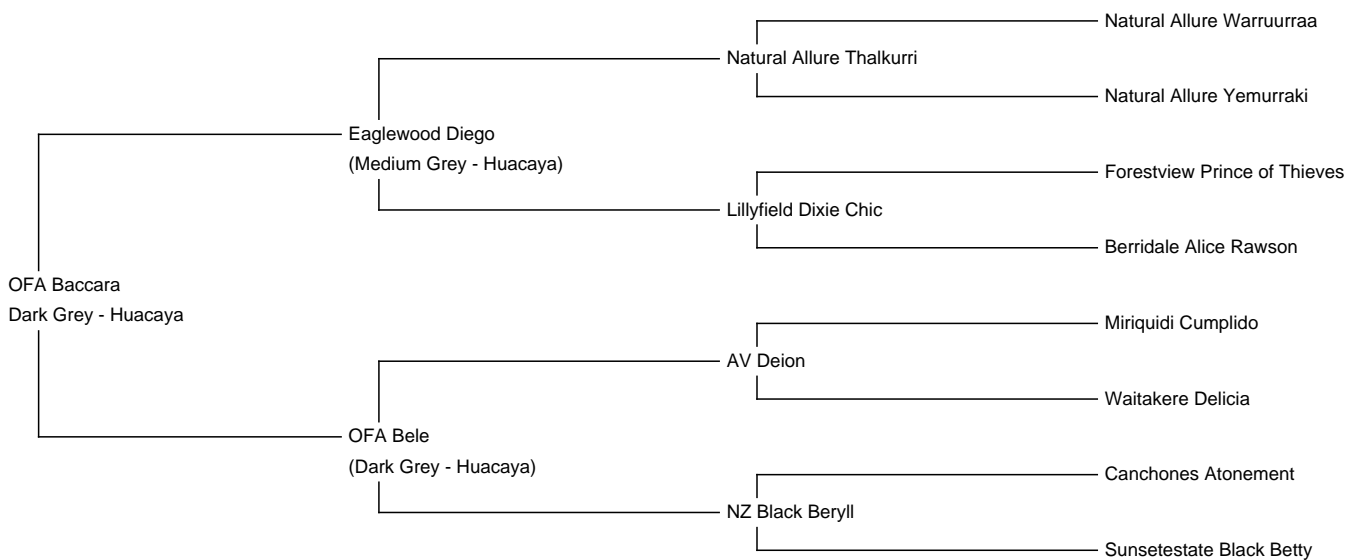 Natural Allure Warruurraa
Natural Allure Thalkurri
Natural Allure Yemurraki
Eaglewood Diego
(Medium Grey - Huacaya)
Forestview Prince of Thieves
Lillyfield Dixie Chic
Berridale Alice Rawson
OFA Baccara
Dark Grey - Huacaya
Miriquidi Cumplido
AV Deion
Waitakere Delicia
OFA Bele
(Dark Grey - Huacaya)
Canchones Atonement
NZ Black Beryll
Sunsetestate Black Betty